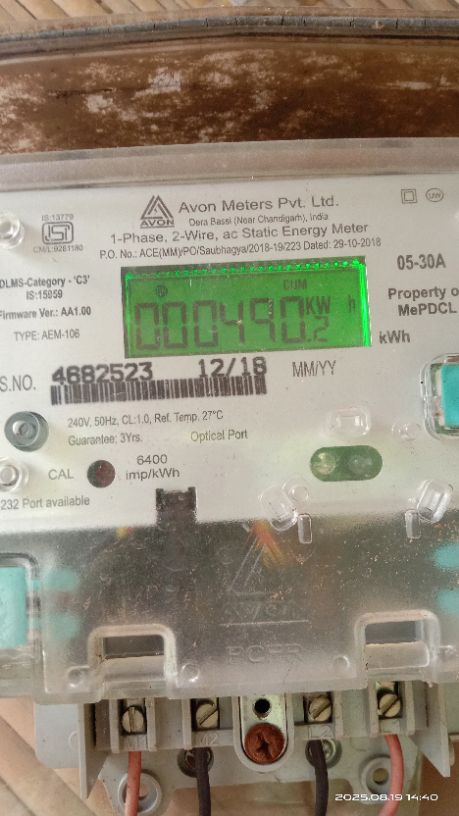 IS:13779
CM/L:9261180
AVON
Avon Meters Pvt. Ltd.
Dera Bassi (Near Chandigarh), India
1-Phase, 2-Wire, ac Static Energy Meter
P.O. No.: ACE(MM)/PO/Saubhagya/2018-19/223 Dated: 29-10-2018
UW
DLMS-Category - 'C3'
IS:15959
Firmware Ver.: AA1.00
TYPE: AEM-106
CUM
000490.2 KW h
05-30A
Property o
MePDCL
kWh
S.NO. 4682523 12/18 MM/YY
240V, 50Hz, CL:1.0, Ref. Temp. 27°C
Guarantee: 3Yrs. Optical Port
CAL 6400
imp/kWh
232 Port available
2025.08.19 14:40